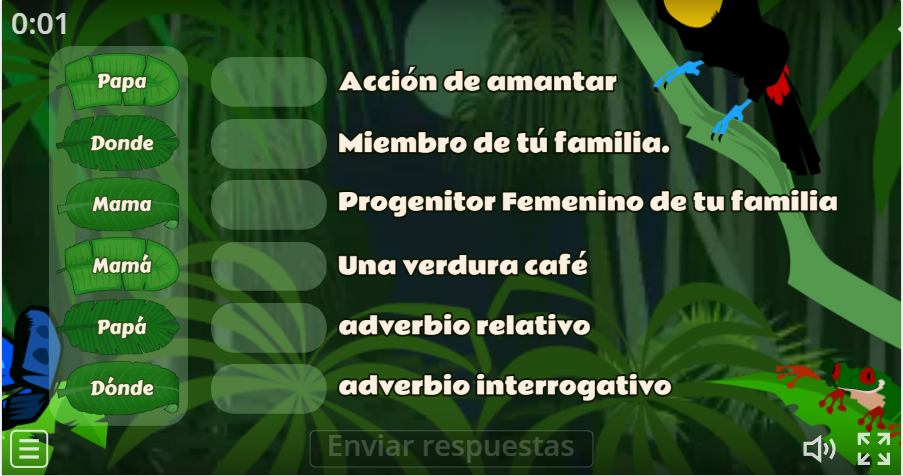 0:01
Papa
Acción de amantar
Donde
Miembro de tú familia.
Mama
Progenitor Femenino de tu familia
Mamá
Una verdura café
Papá
adverbio relativo
Dónde
adverbio interrogativo
Enviar respuestas